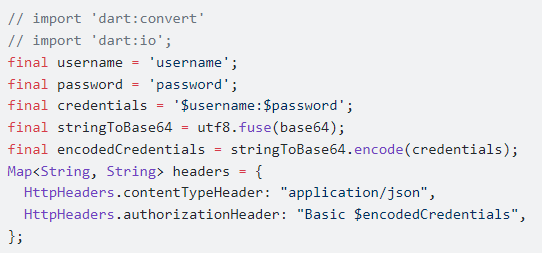 // import 'dart:convert'
// import 'dart:io';
final username = 'username';
final password = 'password';
final credentials = '$username:$password';
final stringToBase64 = utf8.fuse(base64);
final encodedCredentials = stringToBase64.encode(credentials);
Map<String, String> headers = {
  HttpHeaders.contentTypeHeader: "application/json",
  HttpHeaders.authorizationHeader: "Basic $encodedCredentials",
};